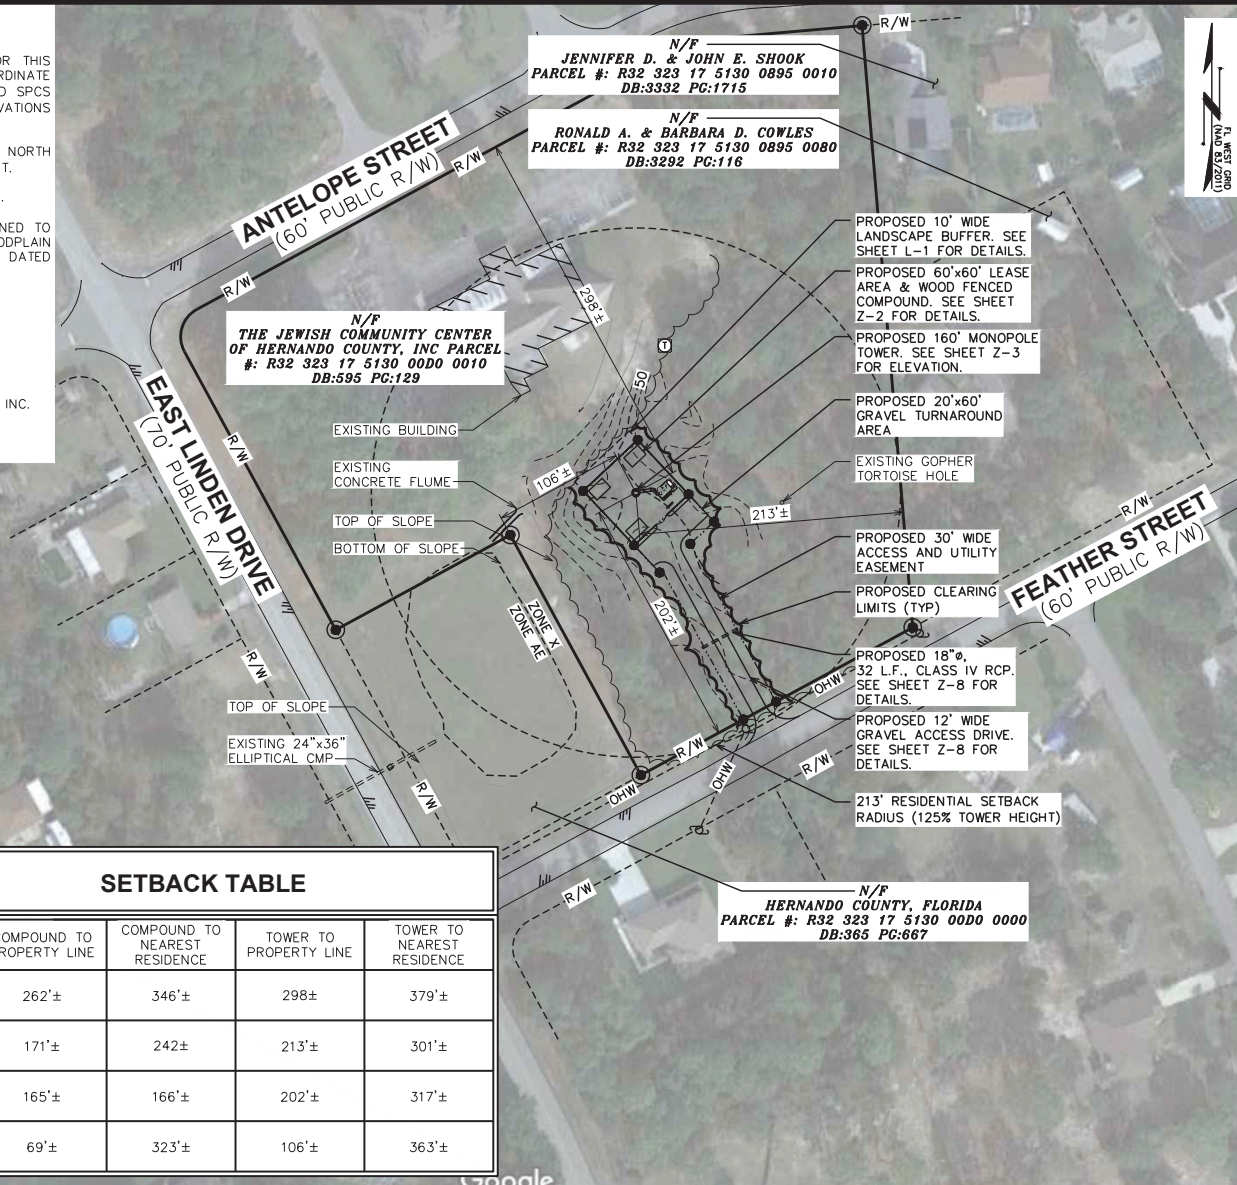 OR THIS
RDINATE
D SPCS
VATIONS
NORTH
T.
NED TO
ODPLAIN
DATED
INC.
N/F
JENNIFER D. & JOHN E. SHOOK
PARCEL #: R32 323 17 5130 0895 0010
DB:3332 PG:1715
N/F
RONALD A. & BARBARA D. COWLES
PARCEL #: R32 323 17 5130 0895 0080
DB:3292 PG:116
R/W
FL WEST GRID
(NAD 83/2011)
ANTELOPE STREET
(60' PUBLIC R/W)
R/W
R/W
298'±
N/F
THE JEWISH COMMUNITY CENTER
OF HERNANDO COUNTY, INC PARCEL
#: R32 323 17 5130 00D0 0010
DB:595 PG:129
T
50
PROPOSED 10' WIDE
LANDSCAPE BUFFER. SEE
SHEET L-1 FOR DETAILS.
PROPOSED 60'x60' LEASE
AREA & WOOD FENCED
COMPOUND. SEE SHEET
Z-2 FOR DETAILS.
PROPOSED 160' MONOPOLE
TOWER. SEE SHEET Z-3
FOR ELEVATION.
PROPOSED 20'x60'
GRAVEL TURNAROUND
AREA
EXISTING GOPHER
TORTOISE HOLE
PROPOSED 30' WIDE
ACCESS AND UTILITY
EASEMENT
PROPOSED CLEARING
LIMITS (TYP)
PROPOSED 18"ø,
32 L.F., CLASS IV RCP.
SEE SHEET Z-8 FOR
DETAILS.
PROPOSED 12' WIDE
GRAVEL ACCESS DRIVE.
SEE SHEET Z-8 FOR
DETAILS.
213' RESIDENTIAL SETBACK
RADIUS (125% TOWER HEIGHT)
EAST LINDEN DRIVE
(70' PUBLIC R/W)
R/W
R/W
R/W
EXISTING BUILDING
EXISTING
CONCRETE FLUME
TOP OF SLOPE
BOTTOM OF SLOPE
106'±
213'±
202'±
ZONE X
ZONE AE
FEATHER STREET
(60' PUBLIC R/W)
R/W
OHW
R/W
OHW
OHW
R/W
R/W
TOP OF SLOPE
EXISTING 24"x36"
ELLIPTICAL CMP
N/F
HERNANDO COUNTY, FLORIDA
PARCEL #: R32 323 17 5130 00D0 0000
DB:365 PG:667
SETBACK TABLE
COMPOUND TO
PROPERTY LINE
COMPOUND TO
NEAREST
RESIDENCE
TOWER TO
PROPERTY LINE
TOWER TO
NEAREST
RESIDENCE
262'± 346'± 298± 379'±
171'± 242± 213'± 301'±
165'± 166'± 202'± 317'±
69'± 323'± 106'± 363'±
Google